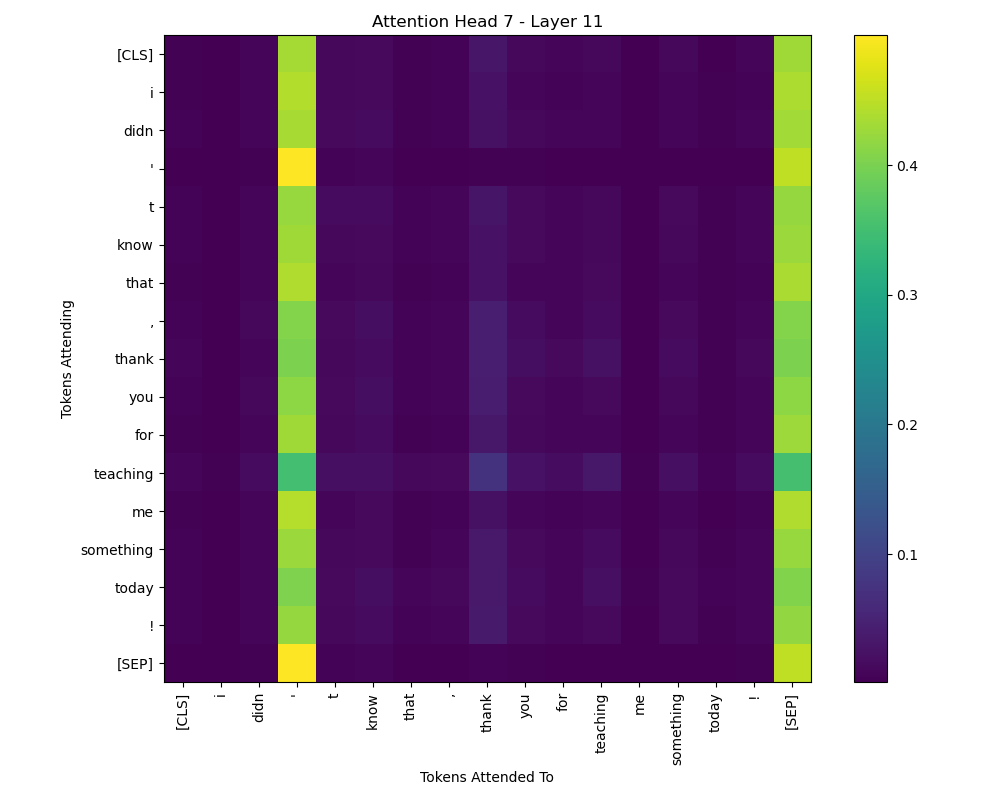 Attention Head 7 - Layer 11
Tokens Attending
[CLS]
i
didn
'
t
know
that
,
thank
you
for
teaching
me
something
today
!
[SEP]
0.4
0.3
0.2
0.1
[CLS]
i
didn
'
t
know
that
,
thank
you
for
teaching
me
something
today
!
[SEP]
Tokens Attended To